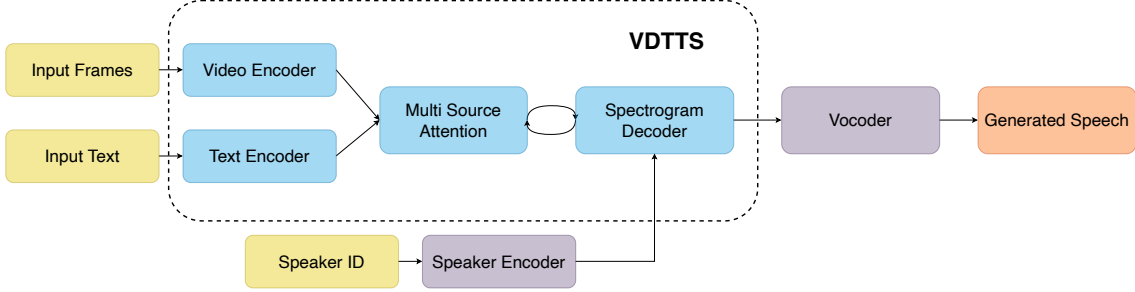 VDTTS
Input Frames
Video Encoder
Input Text
Text Encoder
Multi Source
Attention
Spectrogram
Decoder
Vocoder
Generated Speech
Speaker ID
Speaker Encoder